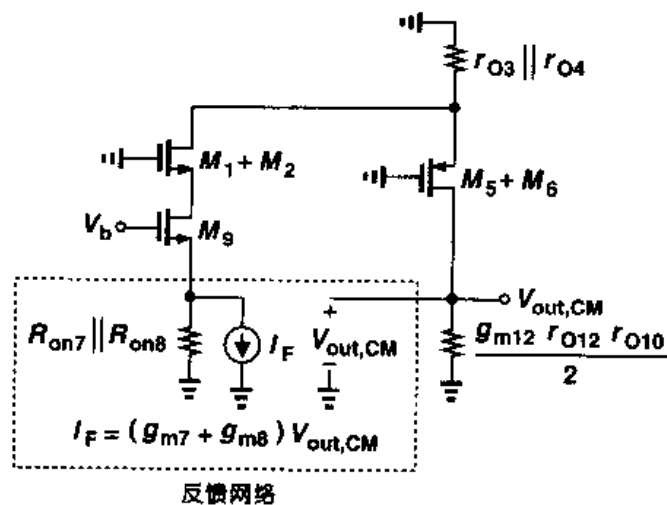 r_O3 || r_O4
M_1 + M_2
M_5 + M_6
V_b
M_9
V_out,CM
R_on7 || R_on8
I_F
+
V_out,CM
−
g_m12 r_O12 r_O10
2
I_F = ( g_m7 + g_m8 ) V_out,CM
反馈网络